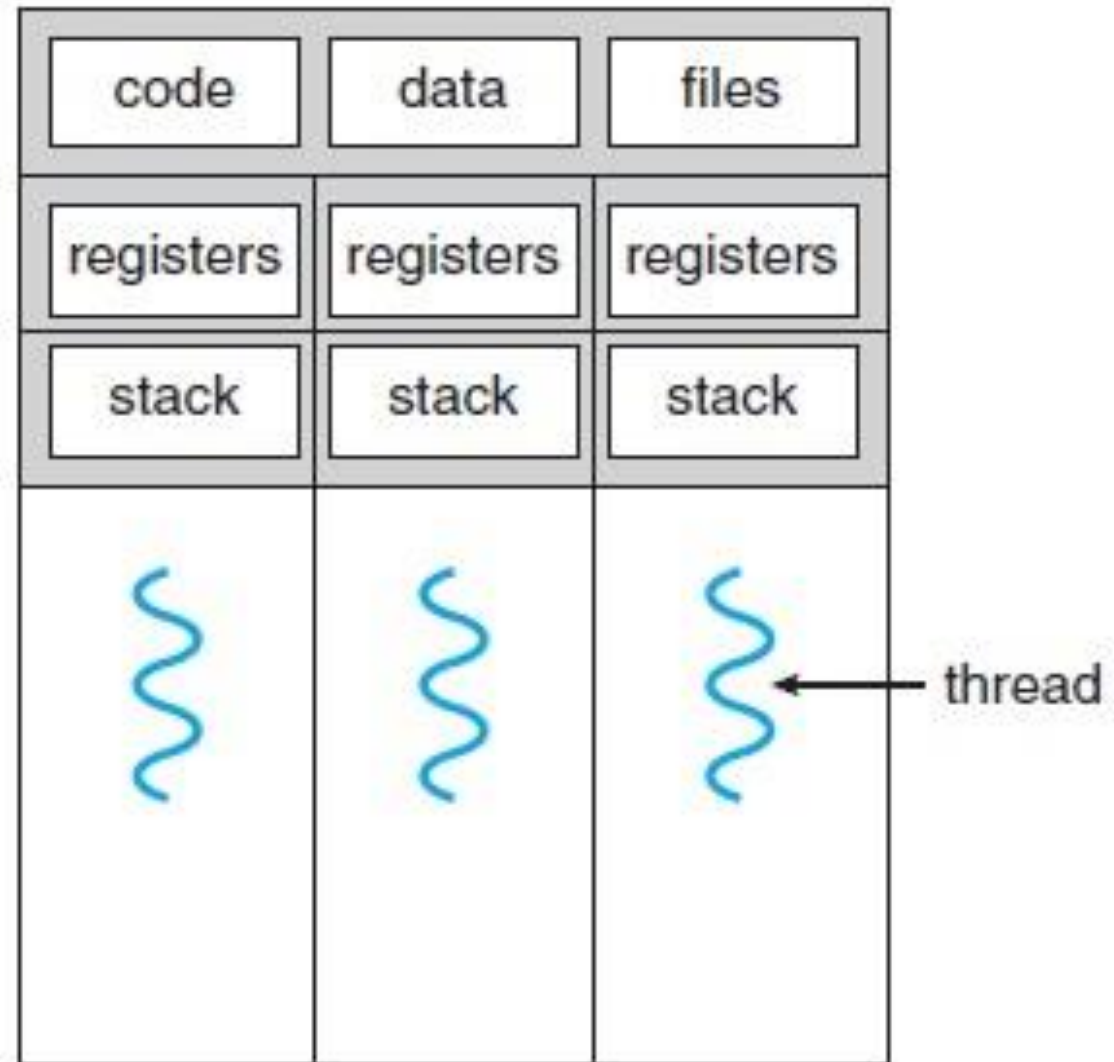 code data files
registers registers registers
stack stack stack
thread